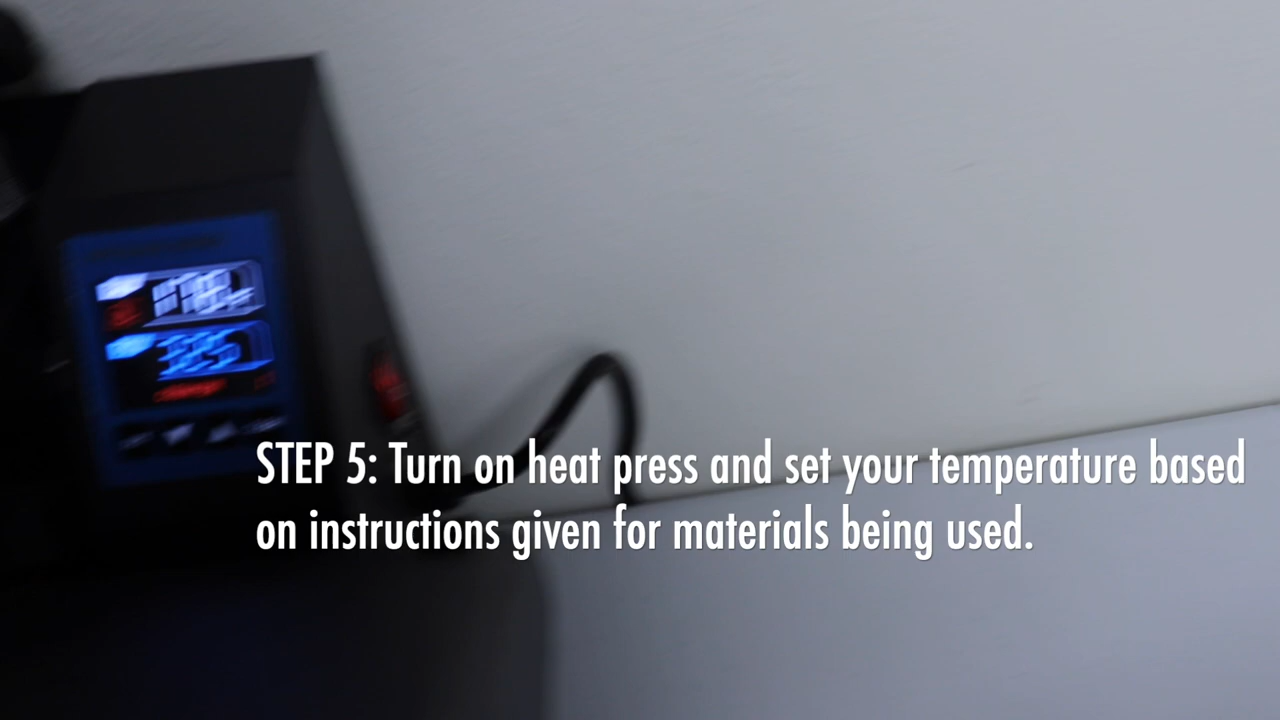 STEP 5: Turn on heat press and set your temperature based
on instructions given for materials being used.